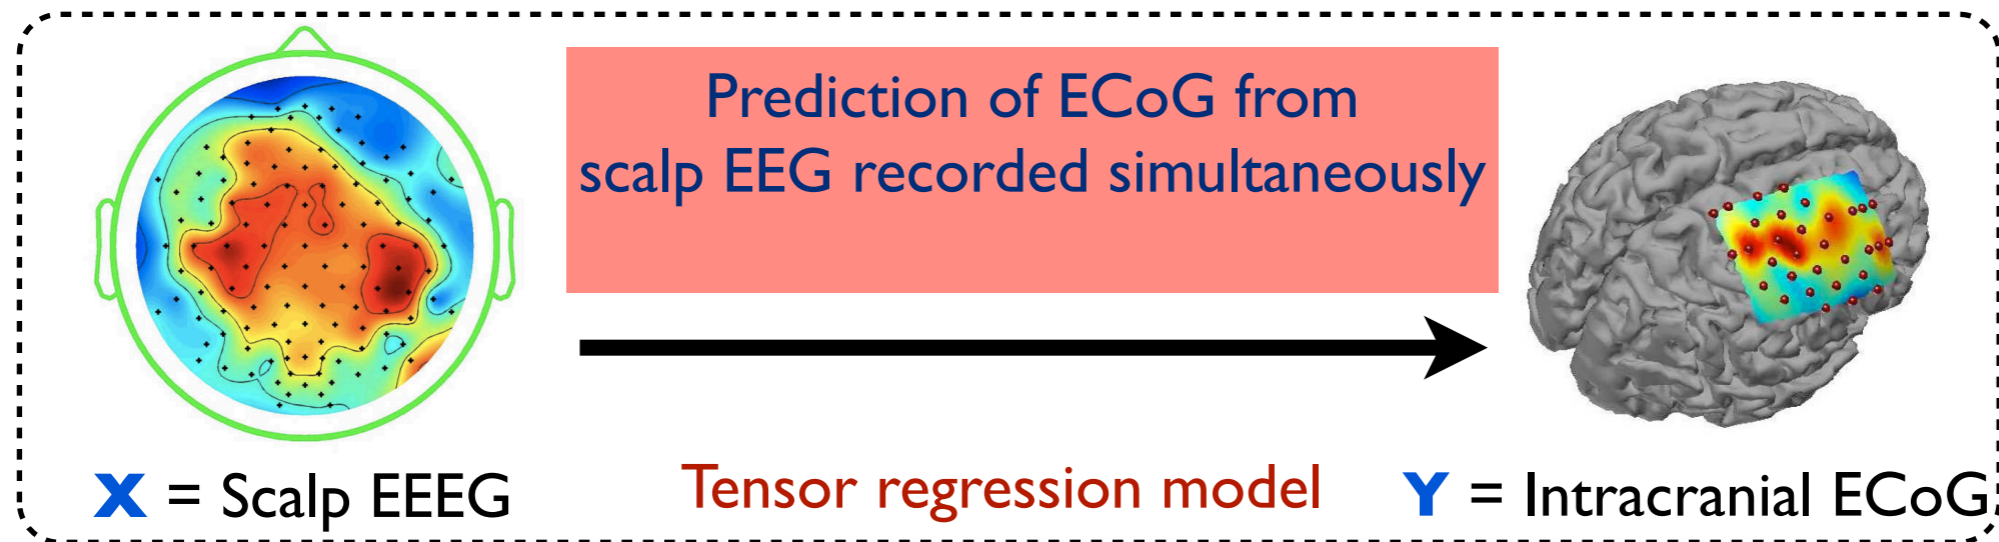 Prediction of ECoG from
scalp EEG recorded simultaneously
X = Scalp EEEG
Tensor regression model
Y = Intracranial ECoG